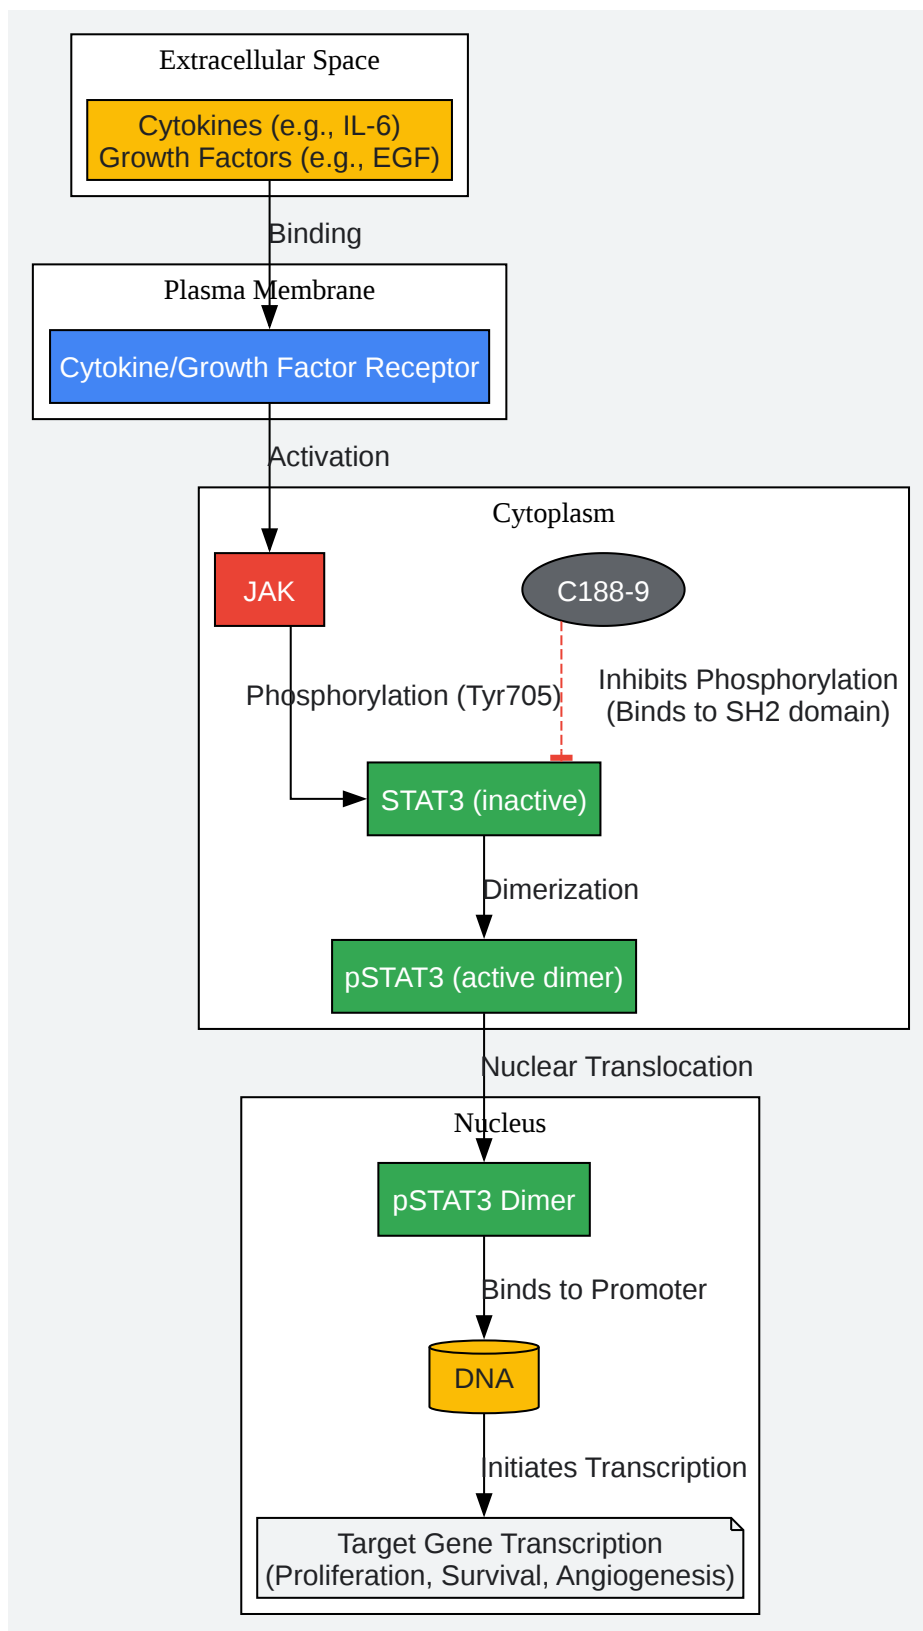 Extracellular Space
Cytokines (e.g., IL-6)
Growth Factors (e.g., EGF)
Binding
Plasma Membrane
Cytokine/Growth Factor Receptor
Activation
Cytoplasm
JAK
C188-9
Phosphorylation (Tyr705)
Inhibits Phosphorylation
(Binds to SH2 domain)
STAT3 (inactive)
Dimerization
pSTAT3 (active dimer)
Nuclear Translocation
Nucleus
pSTAT3 Dimer
Binds to Promoter
DNA
Initiates Transcription
Target Gene Transcription
(Proliferation, Survival, Angiogenesis)